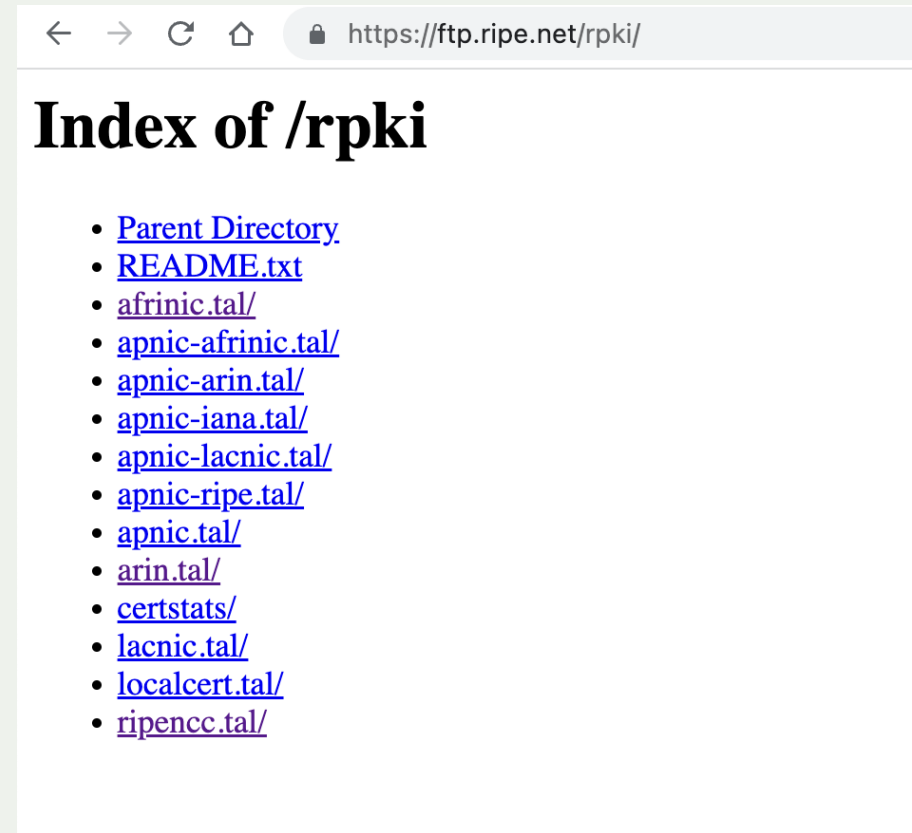 https://ftp.ripe.net/rpki/
Index of /rpki
Parent Directory
README.txt
afrinic.tal/
apnic-afrinic.tal/
apnic-arin.tal/
apnic-iana.tal/
apnic-lacnic.tal/
apnic-ripe.tal/
apnic.tal/
arin.tal/
certstats/
lacnic.tal/
localcert.tal/
ripencc.tal/